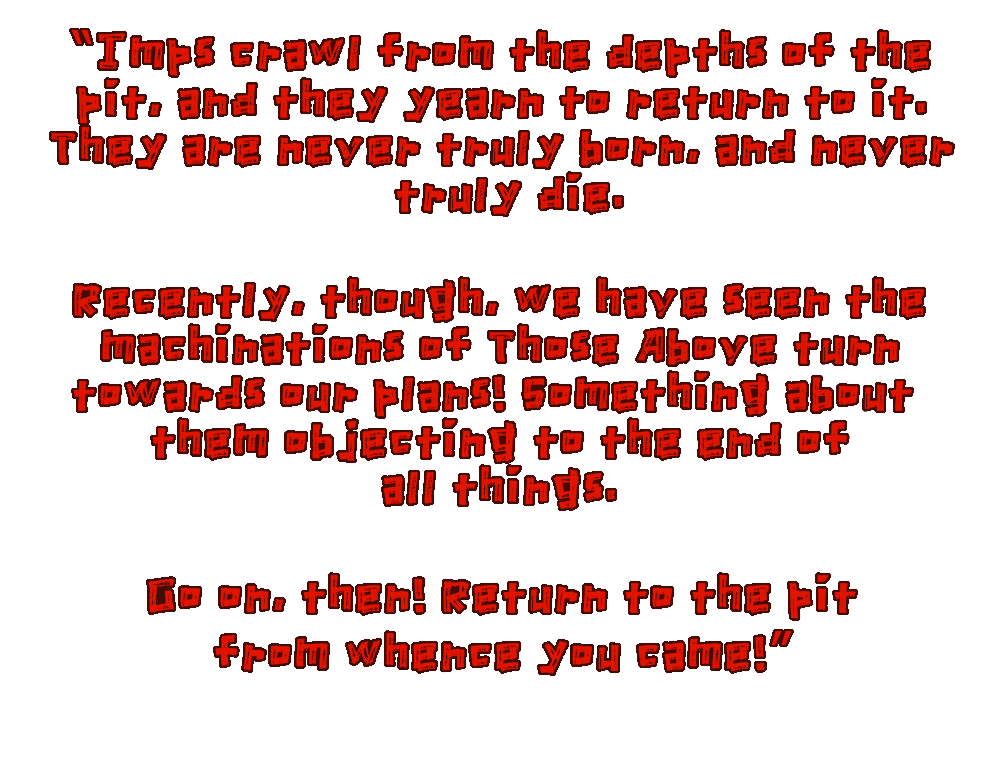 “Imps crawl from the depths of the
pit, and they yearn to return to it.
They are never truly born, and never
truly die.
Recently, though, we have seen the
machinations of Those Above turn
towards our plans! Something about
them objecting to the end of
all things.
Go on, then! Return to the pit
from whence you came!”